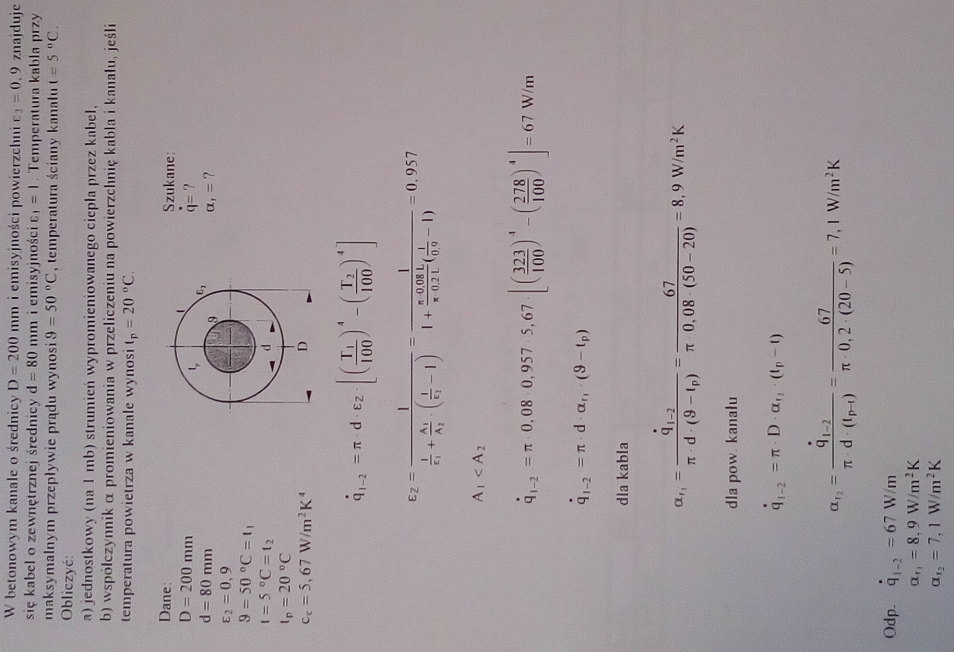 W betonowym kanale o średnicy D = 200 mm i emisyjności powierzchni ε₂ = 0,9 znajduje
się kabel o zewnętrznej średnicy d = 80 mm i emisyjności ε₁ = 1. Temperatura kabla przy
maksymalnym przepływie prądu wynosi ϑ = 50 °C, temperatura ściany kanału t = 5 °C.
Obliczyć:
a) jednostkowy (na 1 mb) strumień wypromieniowanego ciepła przez kabel,
b) współczynnik α promieniowania w przeliczeniu na powierzchnię kabla i kanału, jeśli
temperatura powietrza w kanale wynosi tₚ = 20 °C.
Dane:
D = 200 mm
d = 80 mm
ε₂ = 0,9
ϑ = 50 °C = t₁
t = 5 °C = t₂
tₚ = 20 °C
c_c = 5,67 W/m²K⁴
t
ε₁
tₚ
ϑ
d
D
Szukane:
q̇ = ?
αᵣ = ?
q̇₁₋₂ = π · d · ε_Z · [(T₁/100)⁴ − (T₂/100)⁴]
ε_Z = 1/(1/ε₁ + A₁/A₂ · (1/ε₂ − 1)) = 1/(1 + π·0,08 L/π·0,2 L (1/0,9 − 1)) = 0,957
A₁ < A₂
q̇₁₋₂ = π · 0,08 · 0,957 · 5,67 · [(323/100)⁴ − (278/100)⁴] = 67 W/m
q̇₁₋₂ = π · d · αᵣ₁ · (ϑ − tₚ)
dla kabla
αᵣ₁ = q̇₁₋₂/(π · d · (ϑ − tₚ)) = 67/(π · 0,08 · (50 − 20)) = 8,9 W/m²K
dla pow. kanału
q̇₁₋₂ = π · D · αᵣ₂ · (tₚ − t)
αᵣ₂ = q̇₁₋₂/(π · d · (tₚ₋t)) = 67/(π · 0,2 · (20 − 5)) = 7,1 W/m²K
Odp. q̇₁₋₂ = 67 W/m
αᵣ₁ = 8,9 W/m²K
αᵣ₂ = 7,1 W/m²K